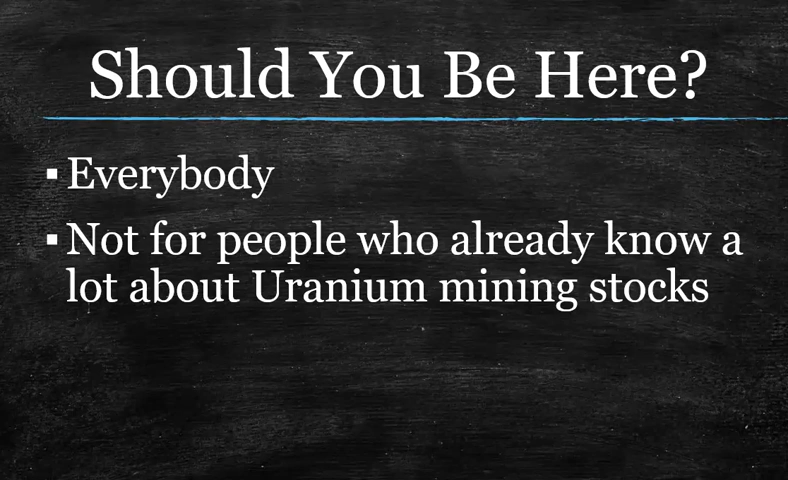 Should You Be Here?
▪ Everybody
▪ Not for people who already know a
lot about Uranium mining stocks